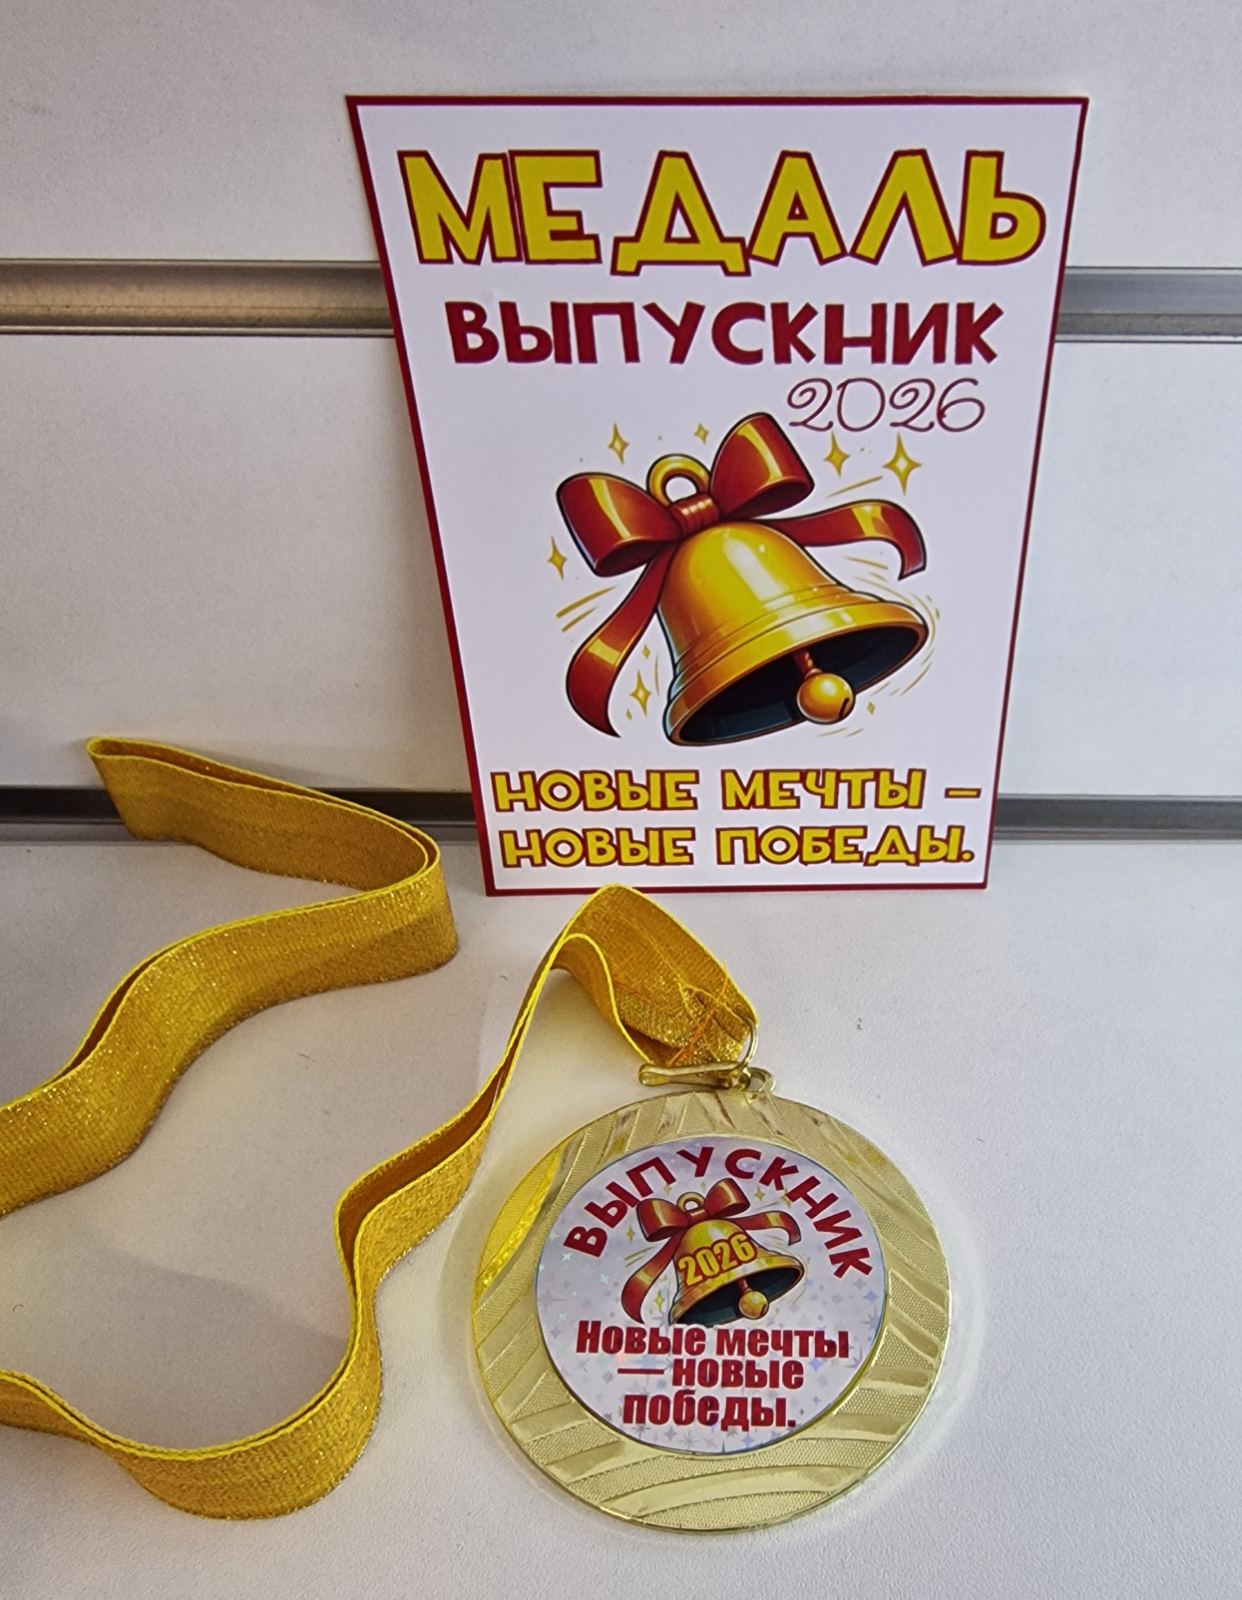 МЕДАЛЬ
ВЫПУСКНИК
2026
НОВЫЕ МЕЧТЫ –
НОВЫЕ ПОБЕДЫ.
ВЫПУСКНИК
2026
Новые мечты
— новые
победы.